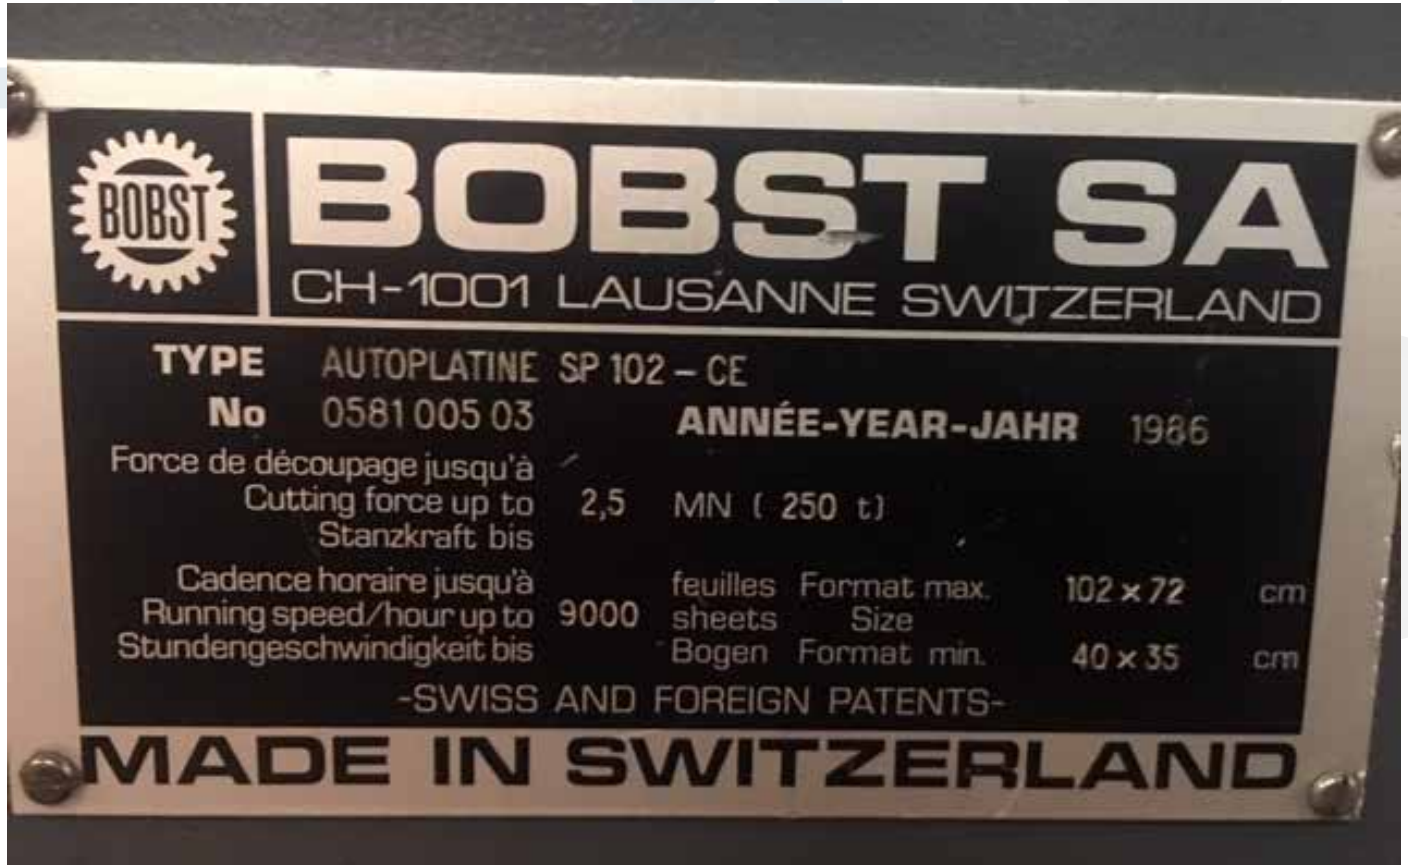 BOBST
BOBST SA
CH-1001 LAUSANNE SWITZERLAND
TYPE AUTOPLATINE SP 102 – CE
No 0581 005 03 ANNÉE-YEAR-JAHR 1986
Force de découpage jusqu'à
Cutting force up to 2,5 MN ( 250 t)
Stanzkraft bis
Cadence horaire jusqu'à feuilles Format max. 102 x 72 cm
Running speed/hour up to 9000 sheets Size
Stundengeschwindigkeit bis Bogen Format min. 40 x 35 cm
-SWISS AND FOREIGN PATENTS-
MADE IN SWITZERLAND